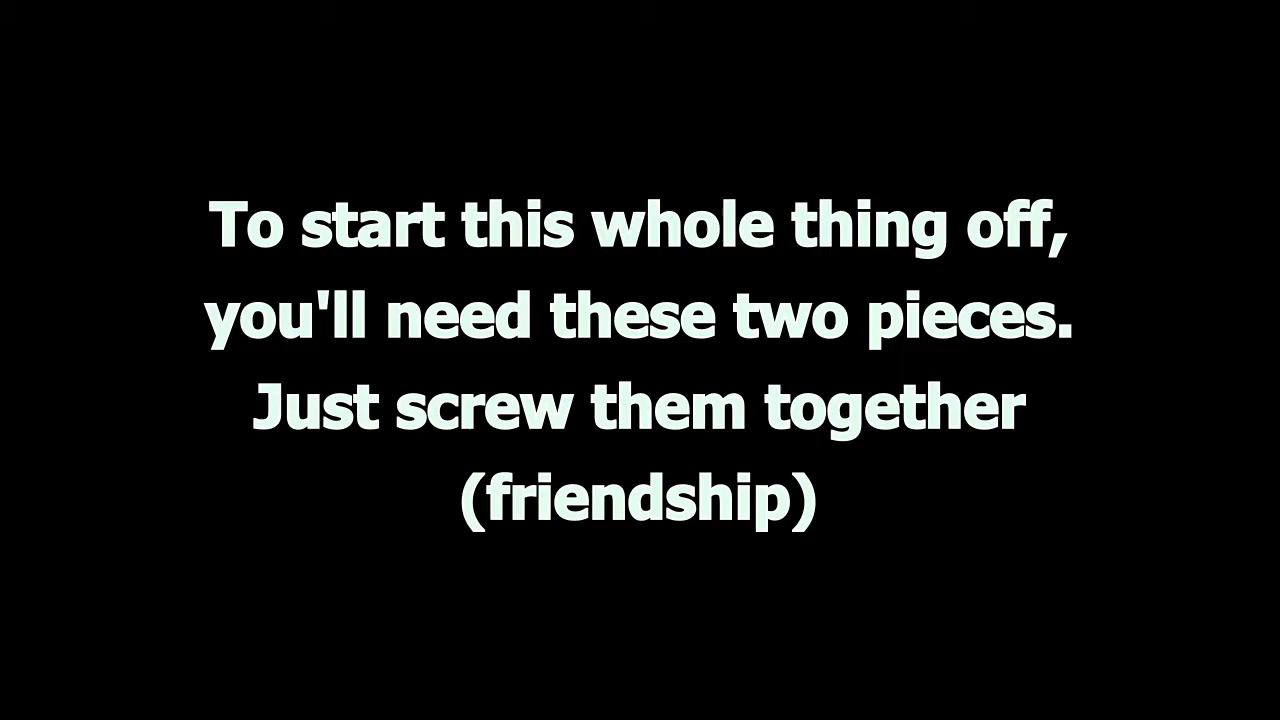 To start this whole thing off,
you'll need these two pieces.
Just screw them together
(friendship)